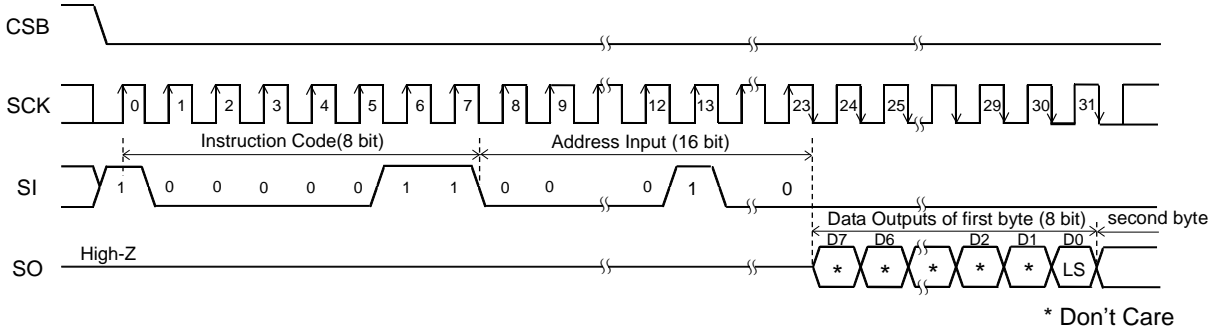 CSB
SCK
0 1 2 3 4 5 6 7 8 9 12 13 23 24 25 29 30 31
Instruction Code(8 bit) Address Input (16 bit)
SI
1 0 0 0 0 0 1 1 0 0 0 1 0
Data Outputs of first byte (8 bit) second byte
High-Z
D7 D6 D2 D1 D0
SO
* * * * * LS
* Don't Care